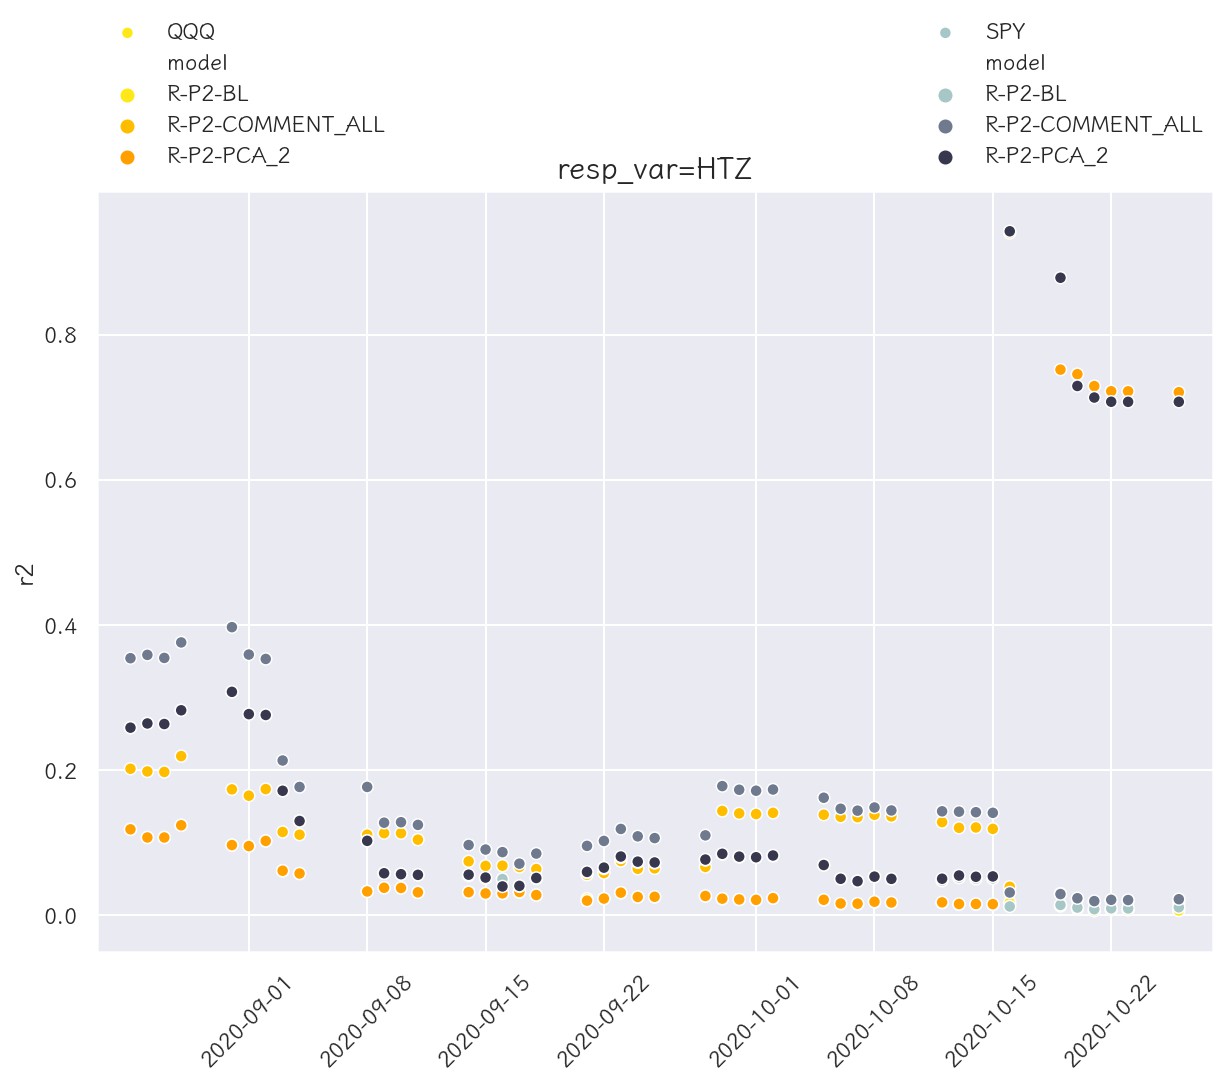 QQQ
model
R-P2-BL
R-P2-COMMENT_ALL
R-P2-PCA_2
SPY
model
R-P2-BL
R-P2-COMMENT_ALL
R-P2-PCA_2
resp_var=HTZ
r2
0.8
0.6
0.4
0.2
0.0
2020-09-01
2020-09-08
2020-09-15
2020-09-22
2020-10-01
2020-10-08
2020-10-15
2020-10-22